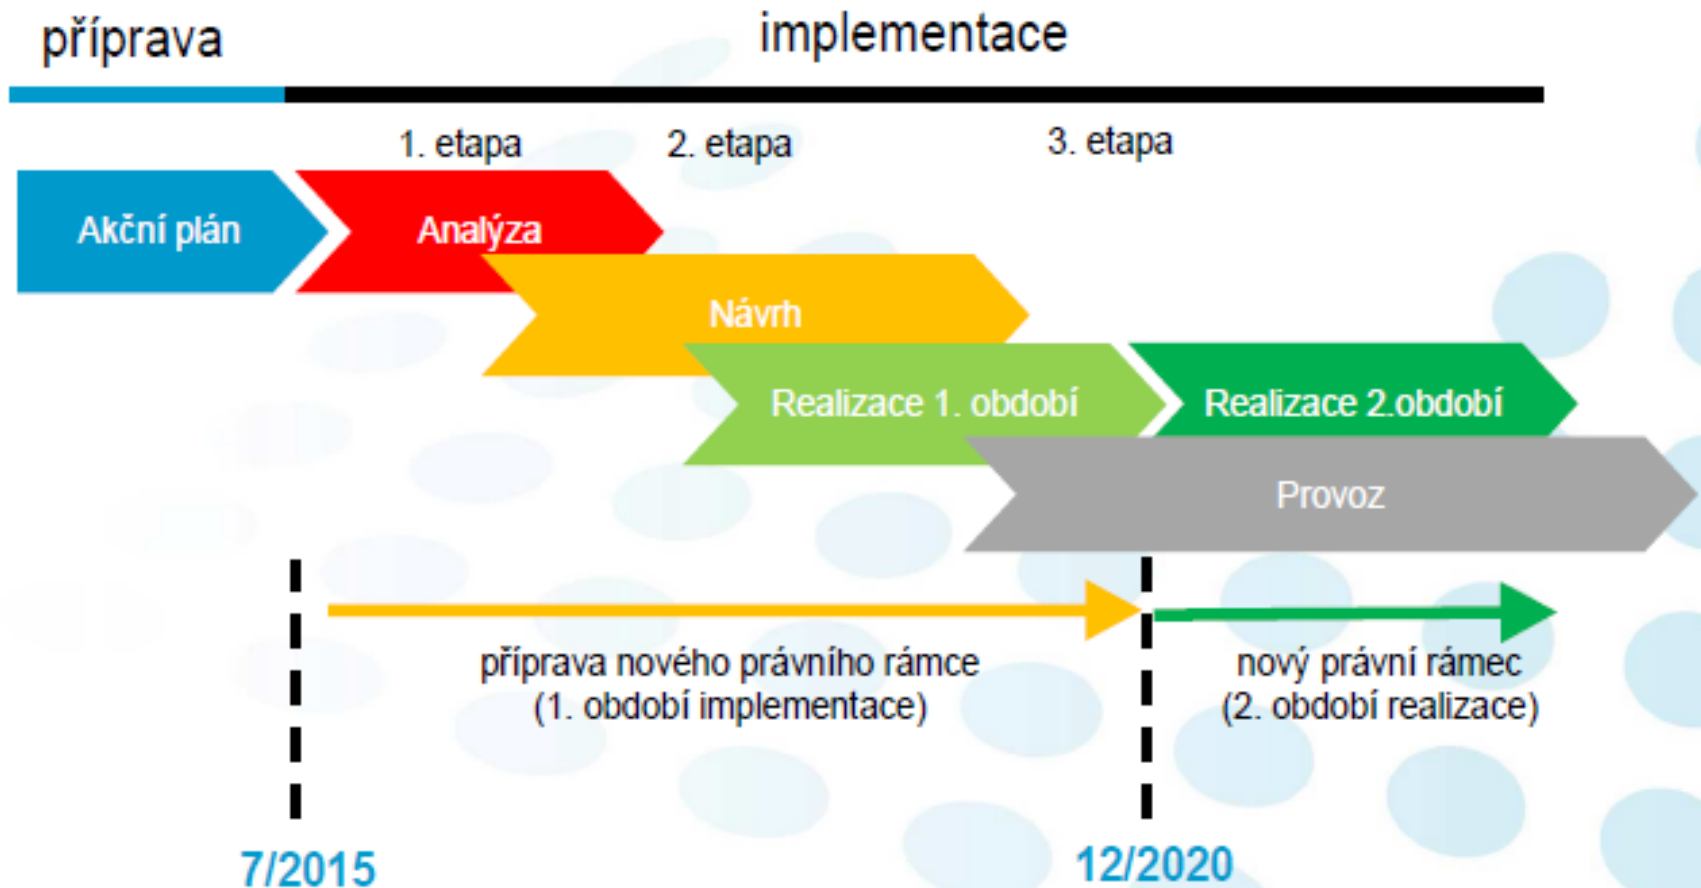 příprava
implementace
1. etapa
2. etapa
3. etapa
Akční plán
Analýza
Návrh
Realizace 1. období
Realizace 2.období
Provoz
příprava nového právního rámce
(1. období implementace)
nový právní rámec
(2. období realizace)
7/2015
12/2020